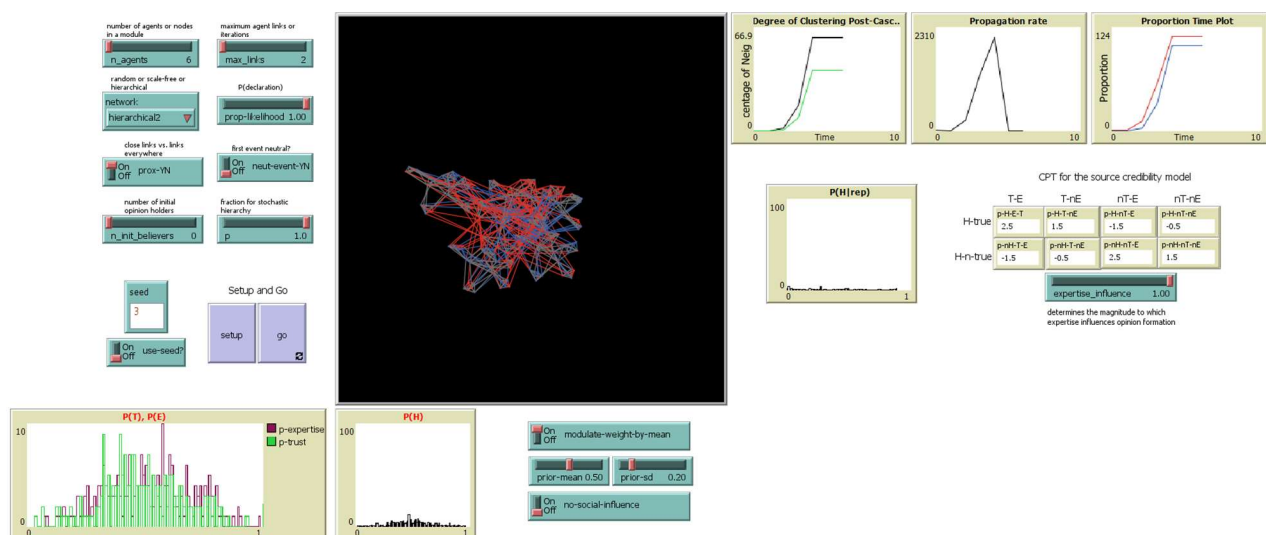 number of agents or nodes
in a module
n_agents 6
maximum agent links or
iterations
max_links 2
random or scale-free or
hierarchical
network:
hierarchical2
P(declaration)
prop-likelihood 1.00
close links vs. links
everywhere
On
Off
prox-YN
first event neutral?
On
Off
neut-event-YN
number of initial
opinion holders
n_init_believers 0
fraction for stochastic
hierarchy
p 1.0
seed
3
On
Off
use-seed?
Setup and Go
setup
go
Degree of Clustering Post-Casc..
66.9
centage of Neig
0
0
Time
10
Propagation rate
2310
0
0
10
Proportion Time Plot
124
Proportion
0
0
Time
10
P(H|rep)
100
0
0
1
CPT for the source credibility model
T-E T-nE nT-E nT-nE
H-true
p-H-E-T p-H-T-nE p-H-nT-E p-H-nT-nE
2.5 1.5 -1.5 -0.5
H-n-true
p-nH-T-E p-nH-T-nE p-nH-nT-E p-nH-nT-nE
-1.5 -0.5 2.5 1.5
expertise_influence 1.00
determines the magnitude to which
expertise influences opinion formation
P(T), P(E)
10
0
0
1
p-expertise
p-trust
P(H)
100
0
0
1
On
Off
modulate-weight-by-mean
prior-mean 0.50
prior-sd 0.20
On
Off
no-social-influence